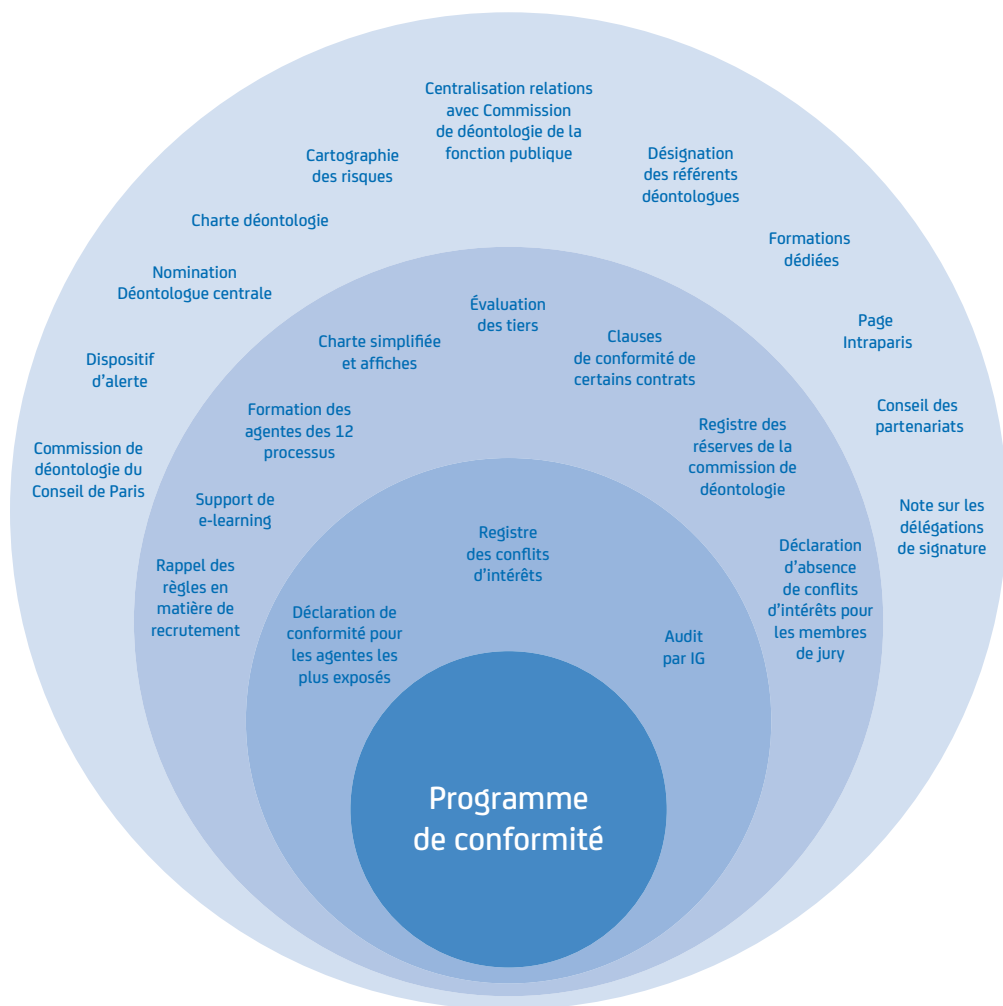 Centralisation relations
avec Commission
de déontologie de la
fonction publique
Cartographie
des risques
Désignation
des référents
déontologues
Charte déontologie
Formations
dédiées
Nomination
Déontologue centrale
Page
Intraparis
Dispositif
d'alerte
Conseil des
partenariats
Commission de
déontologie du
Conseil de Paris
Note sur les
délégations
de signature
Évaluation
des tiers
Charte simplifiée
et affiches
Clauses
de conformité de
certains contrats
Formation des
agentes des 12
processus
Registre des
réserves de la
commission de
déontologie
Support de
e-learning
Rappel des
règles en
matière de
recrutement
Déclaration
d'absence
de conflits
d'intérêts pour
les membres
de jury
Registre
des conflits
d'intérêts
Déclaration de
conformité pour
les agentes les
plus exposés
Audit
par IG
Programme
de conformité